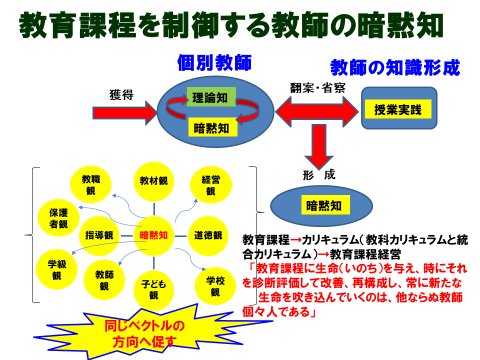 教育課程を制御する教師の暗黙知
個別教師
教師の知識形成
獲得
理論知
暗黙知
翻案・省察
授業実践
形 成
暗黙知
教職
観
教材観
経営
観
保護
者観
指導観
暗黙知
道徳観
学級
観
教師
観
子ども
観
学校
観
同じベクトルの
方向へ促す
教育課程→カリキュラム(教科カリキュラムと統
合カリキュラム)→教育課程経営
「教育課程に生命(いのち)を与え、時にそれ
を診断評価して改善、再構成し、常に新たな
生命を吹き込んでいくのは、他ならぬ教師
個々人である」